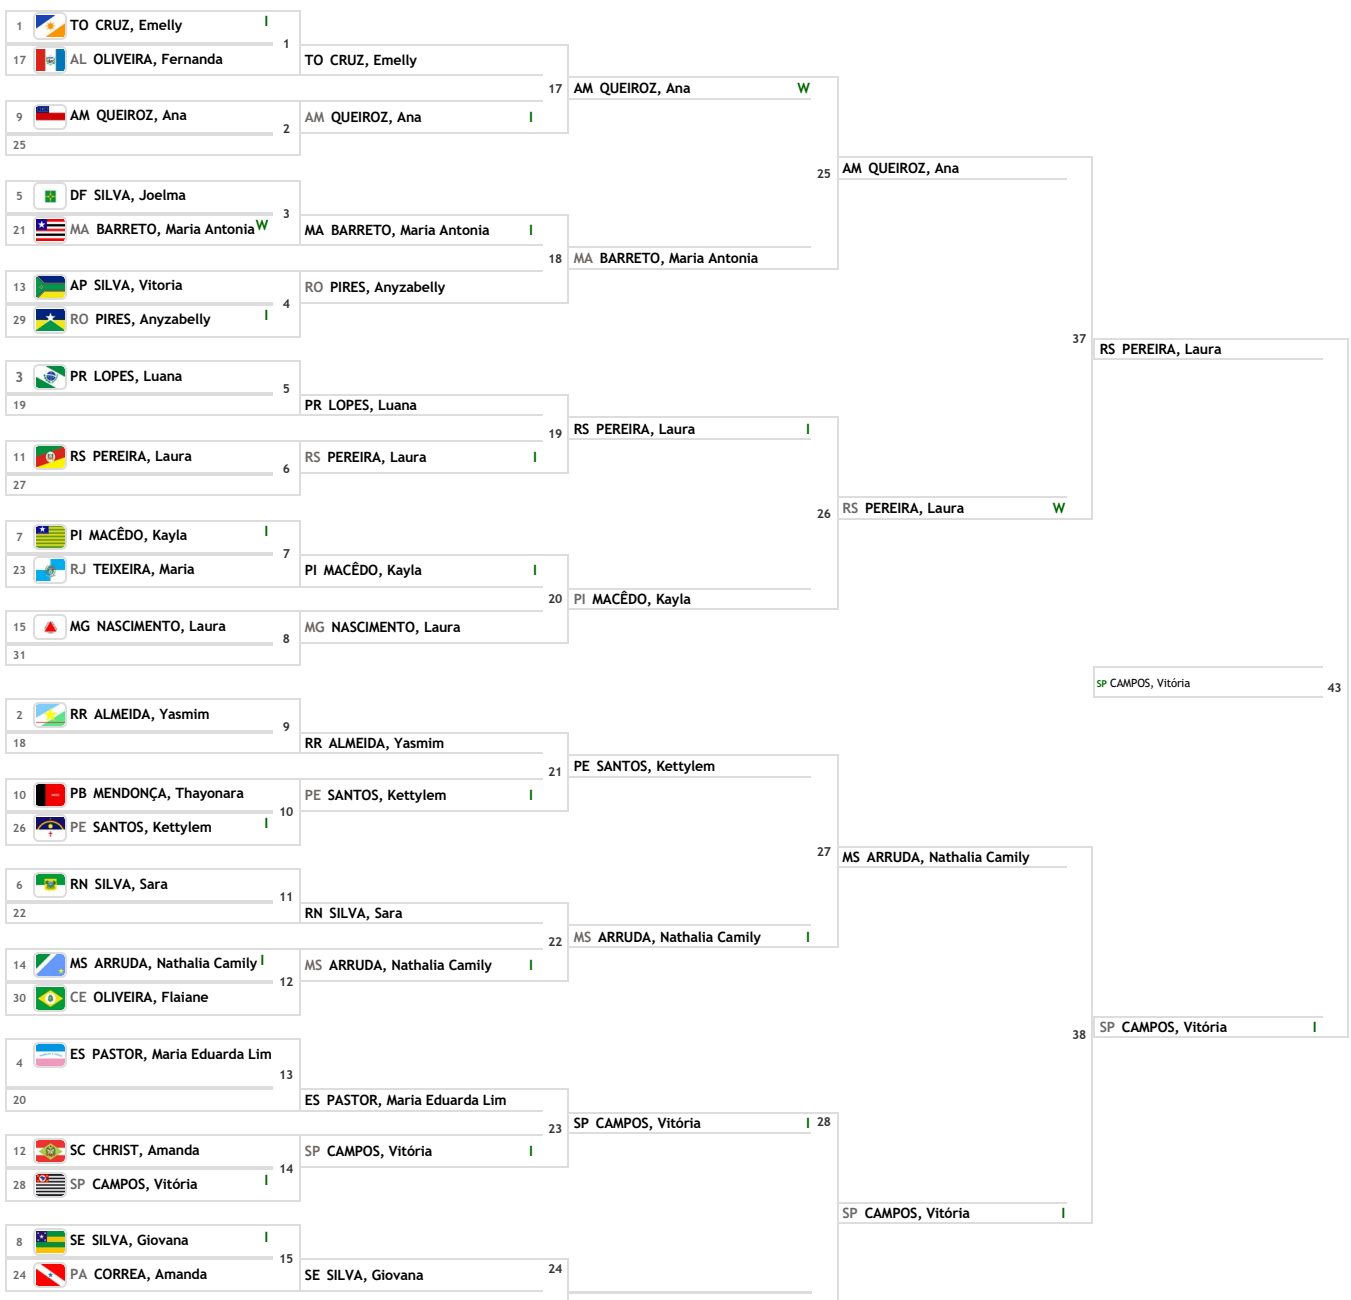 1 TO CRUZ, Emelly I
17 AL OLIVEIRA, Fernanda
1
9 AM QUEIROZ, Ana
25
2
5 DF SILVA, Joelma
21 MA BARRETO, Maria Antonia W
3
13 AP SILVA, Vitoria
29 RO PIRES, Anyzabelly I
4
3 PR LOPES, Luana
19
5
11 RS PEREIRA, Laura
27
6
7 PI MACÊDO, Kayla I
23 RJ TEIXEIRA, Maria
7
15 MG NASCIMENTO, Laura
31
8
2 RR ALMEIDA, Yasmim
18
9
10 PB MENDONÇA, Thayonara
26 PE SANTOS, Kettylem I
10
6 RN SILVA, Sara
22
11
14 MS ARRUDA, Nathalia Camily I
30 CE OLIVEIRA, Flaiane
12
4 ES PASTOR, Maria Eduarda Lim
20
13
12 SC CHRIST, Amanda
28 SP CAMPOS, Vitória I
14
8 SE SILVA, Giovana I
24 PA CORREA, Amanda
15
TO CRUZ, Emelly
AM QUEIROZ, Ana I
17
MA BARRETO, Maria Antonia I
RO PIRES, Anyzabelly
18
PR LOPES, Luana
RS PEREIRA, Laura I
19
PI MACÊDO, Kayla I
MG NASCIMENTO, Laura
20
RR ALMEIDA, Yasmim
PE SANTOS, Kettylem I
21
RN SILVA, Sara
MS ARRUDA, Nathalia Camily I
22
ES PASTOR, Maria Eduarda Lim
SP CAMPOS, Vitória I
23
SE SILVA, Giovana
24
AM QUEIROZ, Ana W
MA BARRETO, Maria Antonia
25
RS PEREIRA, Laura I
PI MACÊDO, Kayla
26
PE SANTOS, Kettylem
MS ARRUDA, Nathalia Camily I
27
SP CAMPOS, Vitória I
28
AM QUEIROZ, Ana
RS PEREIRA, Laura W
37
MS ARRUDA, Nathalia Camily
SP CAMPOS, Vitória I
38
RS PEREIRA, Laura
SP CAMPOS, Vitória I
43
SP CAMPOS, Vitória